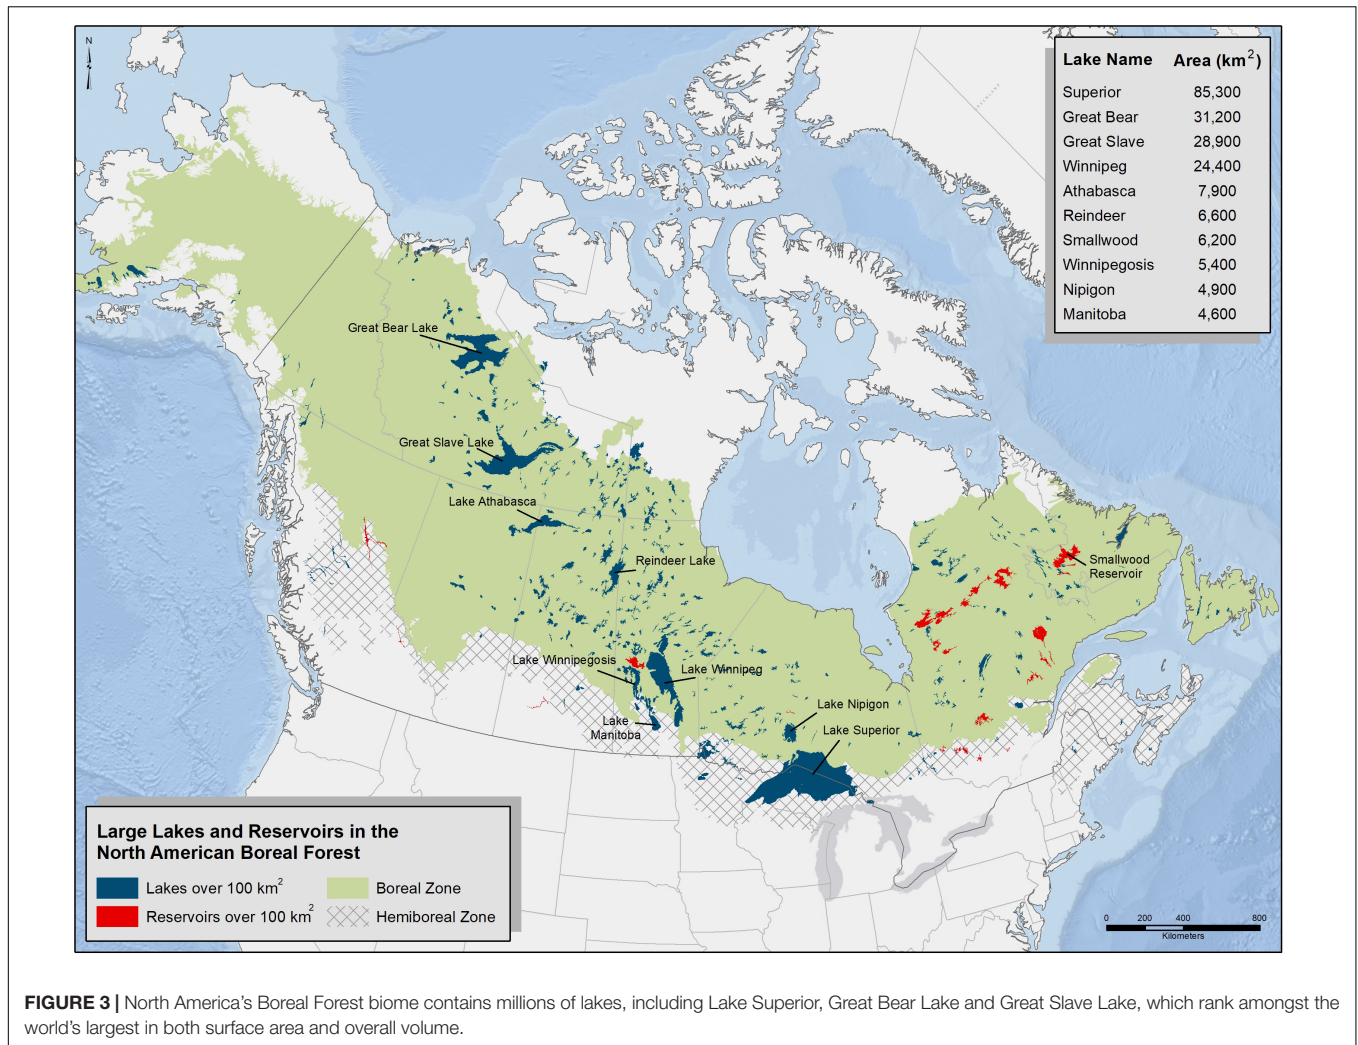 N
Lake Name Area (km2)
Superior 85,300
Great Bear 31,200
Great Slave 28,900
Winnipeg 24,400
Athabasca 7,900
Reindeer 6,600
Smallwood 6,200
Winnipegosis 5,400
Nipigon 4,900
Manitoba 4,600
Great Bear Lake
Great Slave Lake
Lake Athabasca
Reindeer Lake
Smallwood
Reservoir
Lake Winnipegosis
Lake Winnipeg
Lake Nipigon
Lake
Manitoba
Lake Superior
Large Lakes and Reservoirs in the
North American Boreal Forest
Lakes over 100 km2 Boreal Zone
Reservoirs over 100 km2 Hemiboreal Zone
0 200 400 800
Kilometers
FIGURE 3 | North America's Boreal Forest biome contains millions of lakes, including Lake Superior, Great Bear Lake and Great Slave Lake, which rank amongst the
world's largest in both surface area and overall volume.